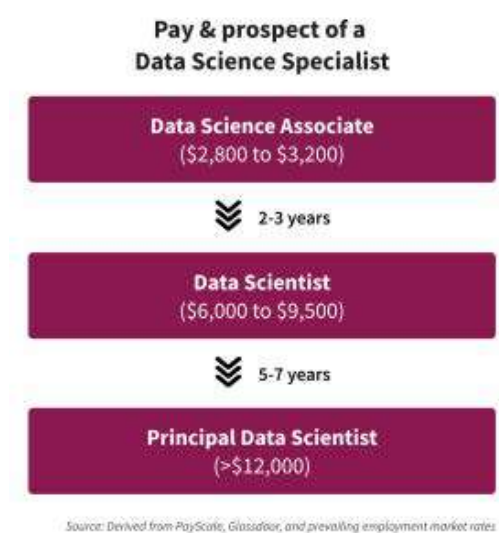 Pay & prospect of a
Data Science Specialist
Data Science Associate
($2,800 to $3,200)
2-3 years
Data Scientist
($6,000 to $9,500)
5-7 years
Principal Data Scientist
(>$12,000)
Source: Derived from PayScale, Glassdoor, and prevailing employment market rates